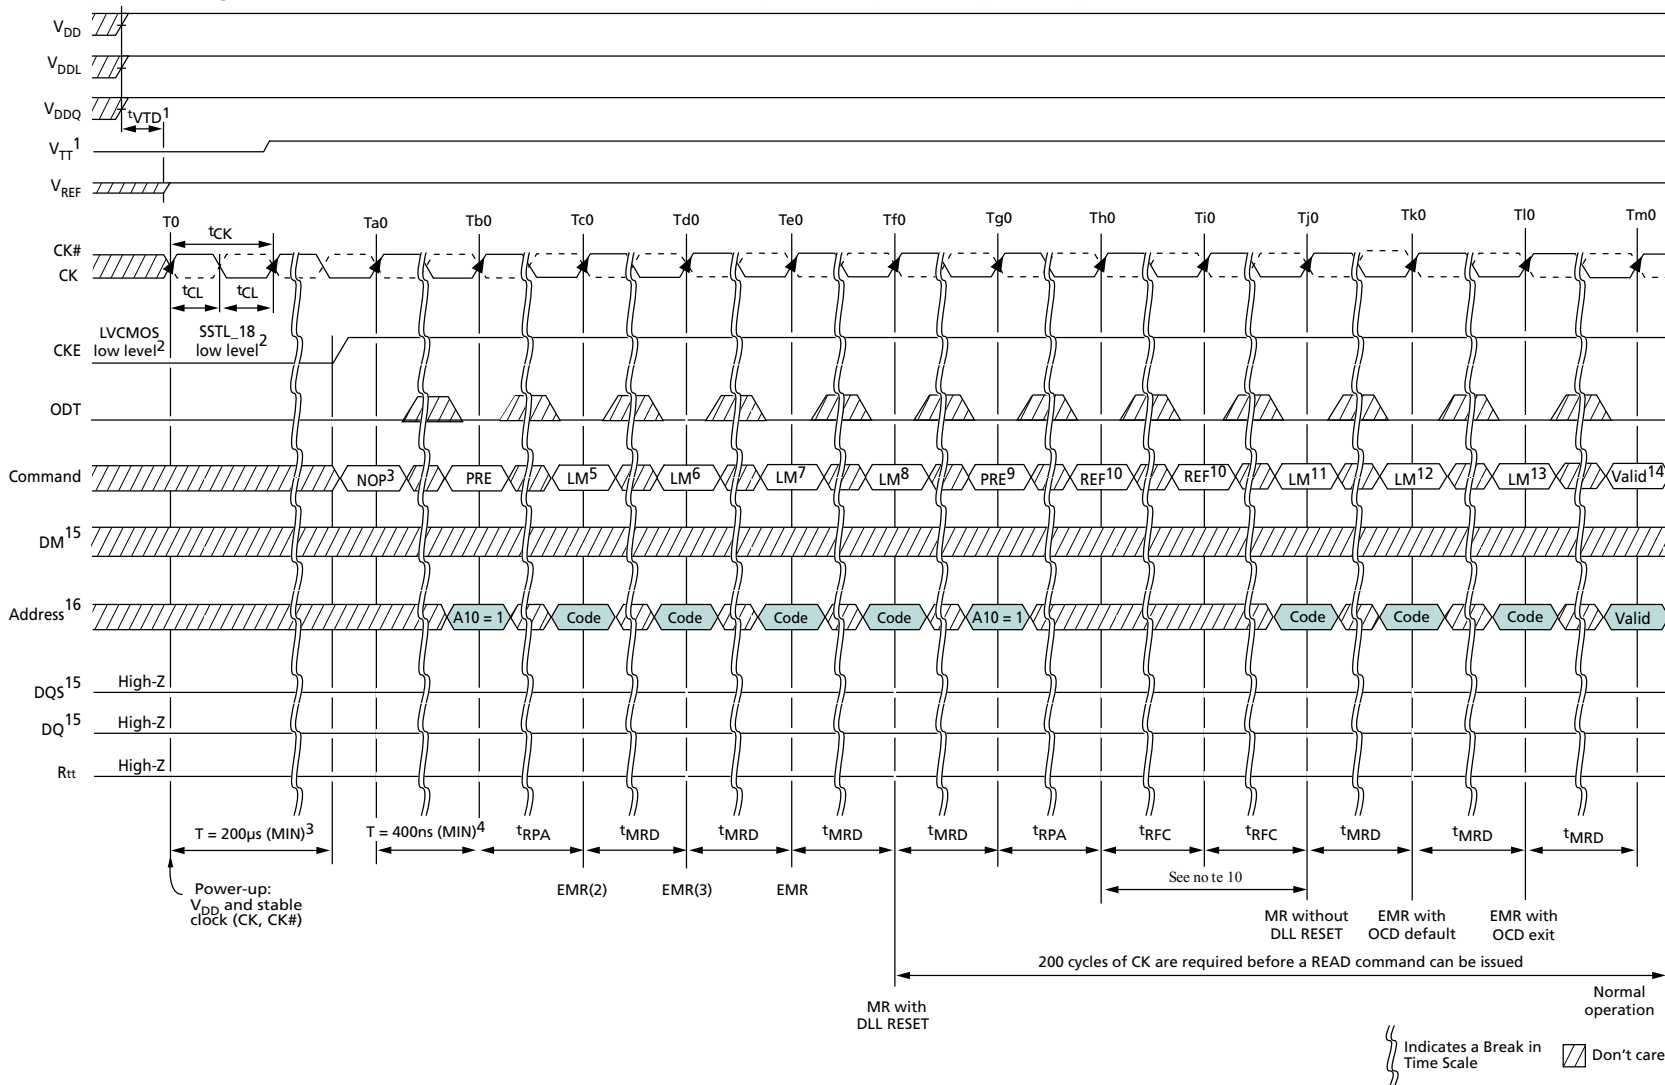 VDD
VDDL
VDDQ
tVTD1
VTT1
VREF
T0 Ta0 Tb0 Tc0 Td0 Te0 Tf0 Tg0 Th0 Ti0 Tj0 Tk0 Tl0 Tm0
tCK
CK#
CK
tCL tCL
LVCMOS
low level2
SSTL_18
low level2
CKE
ODT
Command NOP3 PRE LM5 LM6 LM7 LM8 PRE9 REF10 REF10 LM11 LM12 LM13 Valid14
DM15
Address16 A10 = 1 Code Code Code Code A10 = 1 Code Code Code Valid
DQS15 High-Z
DQ15 High-Z
Rtt High-Z
T = 200µs (MIN)3 T = 400ns (MIN)4 tRPA tMRD tMRD tMRD tMRD tRPA tRFC tRFC tMRD tMRD tMRD
See note 10
Power-up:
VDD and stable
clock (CK, CK#)
EMR(2) EMR(3) EMR
MR without
DLL RESET
EMR with
OCD default
EMR with
OCD exit
200 cycles of CK are required before a READ command can be issued
MR with
DLL RESET
Normal
operation
Indicates a Break in
Time Scale
Don't care